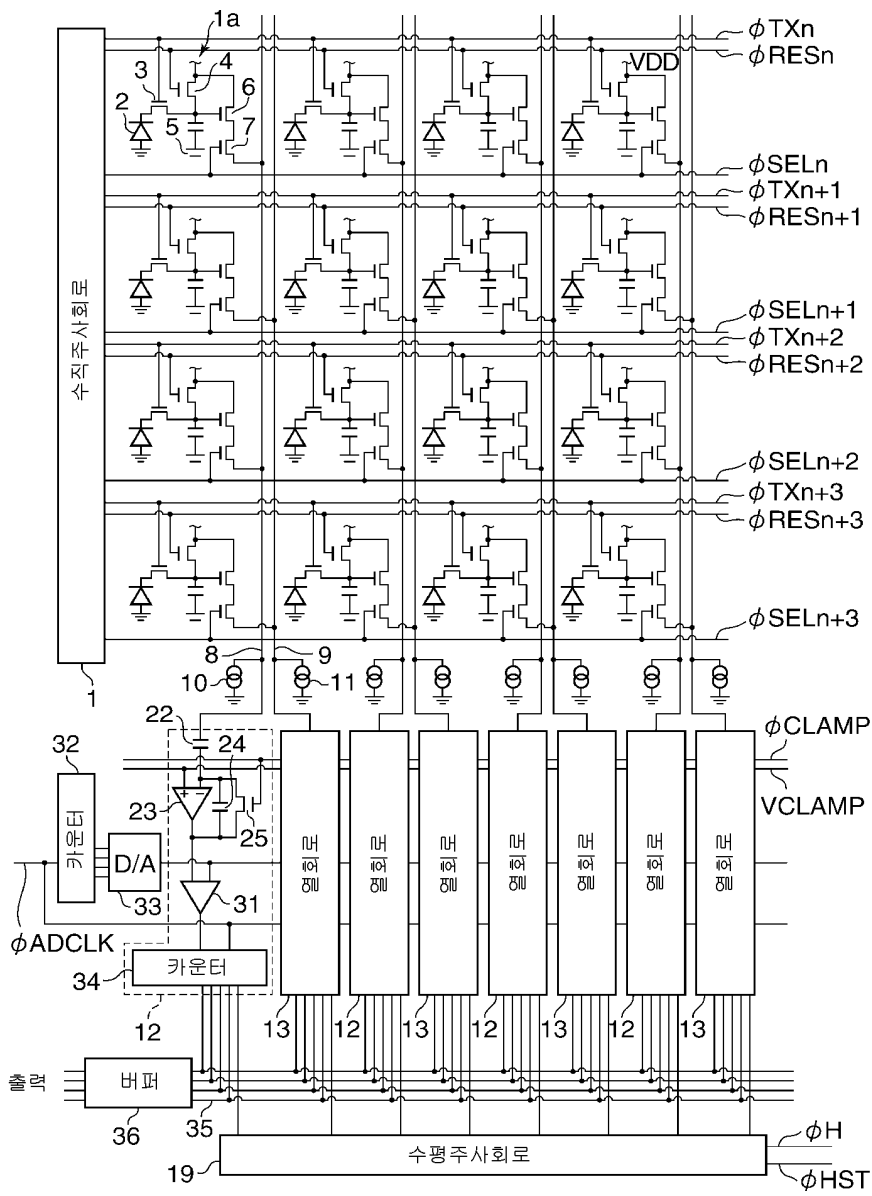 1a
φTXn
φRESn
VDD
3
4
2
6
5
7
φSELn
φTXn+1
φRESn+1
수직주사회로
φSELn+1
φTXn+2
φRESn+2
φSELn+2
φTXn+3
φRESn+3
φSELn+3
8
9
10
11
1
22
24
φCLAMP
32
23
25
VCLAMP
카운터
D/A
31
33
φADCLK
열회로
열회로
열회로
열회로
열회로
열회로
열회로
34
카운터
12
13
12
13
12
13
12
13
출력
버퍼
36
35
수평주사회로
19
φH
φHST